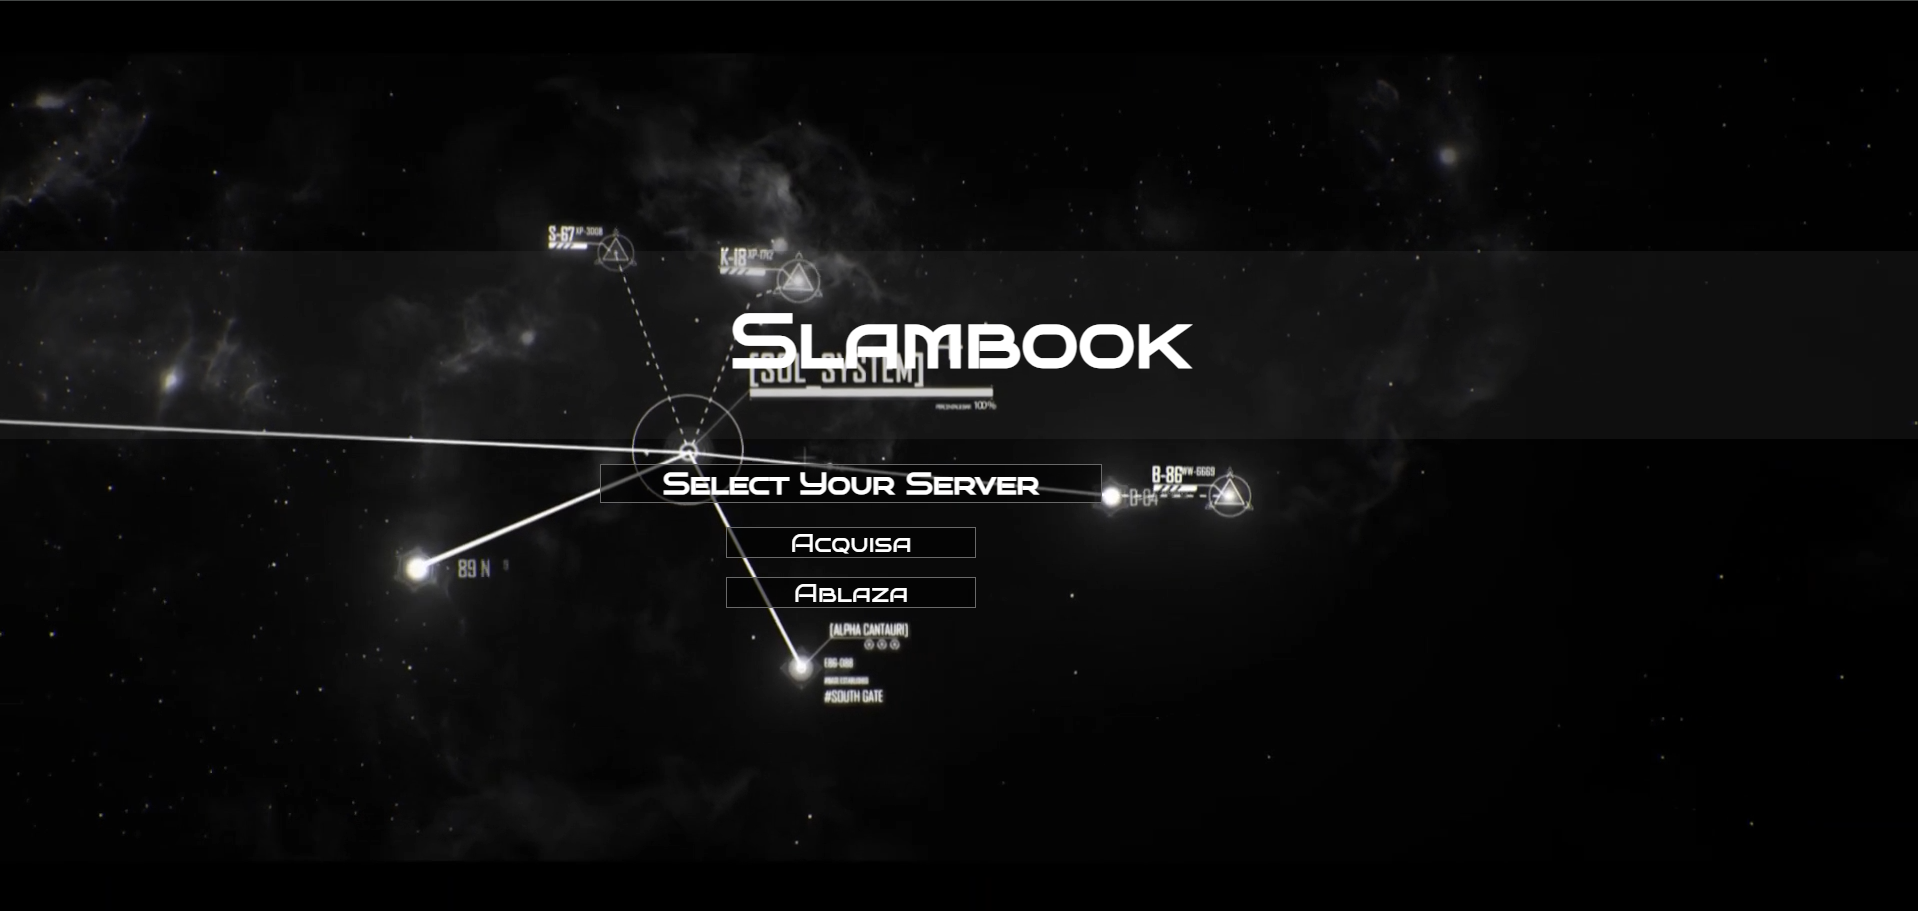 S-67 XP-3008
K-18 XP-1712
Slambook
[SOL_SYSTEM]
100%
Select Your Server
B-86 WW-6669
Acquisa
89 N 9
Ablaza
[ALPHA CANTAURI]
E86-088
#SOUTH GATE